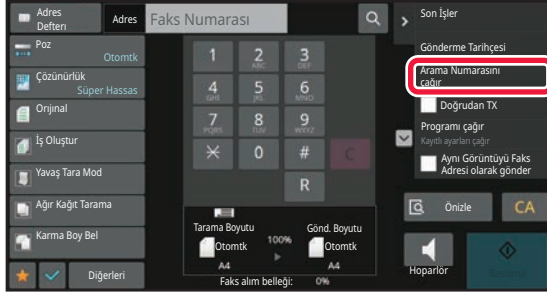 Adres
Defteri
Adres
Faks Numarası
Poz
Otomtk
Çözünürlük
Süper Hassas
Orijinal
İş Oluştur
Yavaş Tara Mod
Ağır Kağıt Tarama
Karma Boy Bel
Diğerleri
1
2
ABC
3
DEF
4
GHI
5
JKL
6
MNO
7
PQRS
8
TUV
9
WXYZ
0
#
C
R
Tarama Boyutu
Otomtk
A4
100%
Gönd. Boyutu
Otomtk
A4
Faks alım belleği: 0%
Son İşler
Gönderme Tarihçesi
Arama Numarasını
çağır
Doğrudan TX
Programı çağır
Kayıtlı ayarları çağır
Aynı Görüntüyü Faks
Adresi olarak gönder
Önizle
CA
Hoparlör